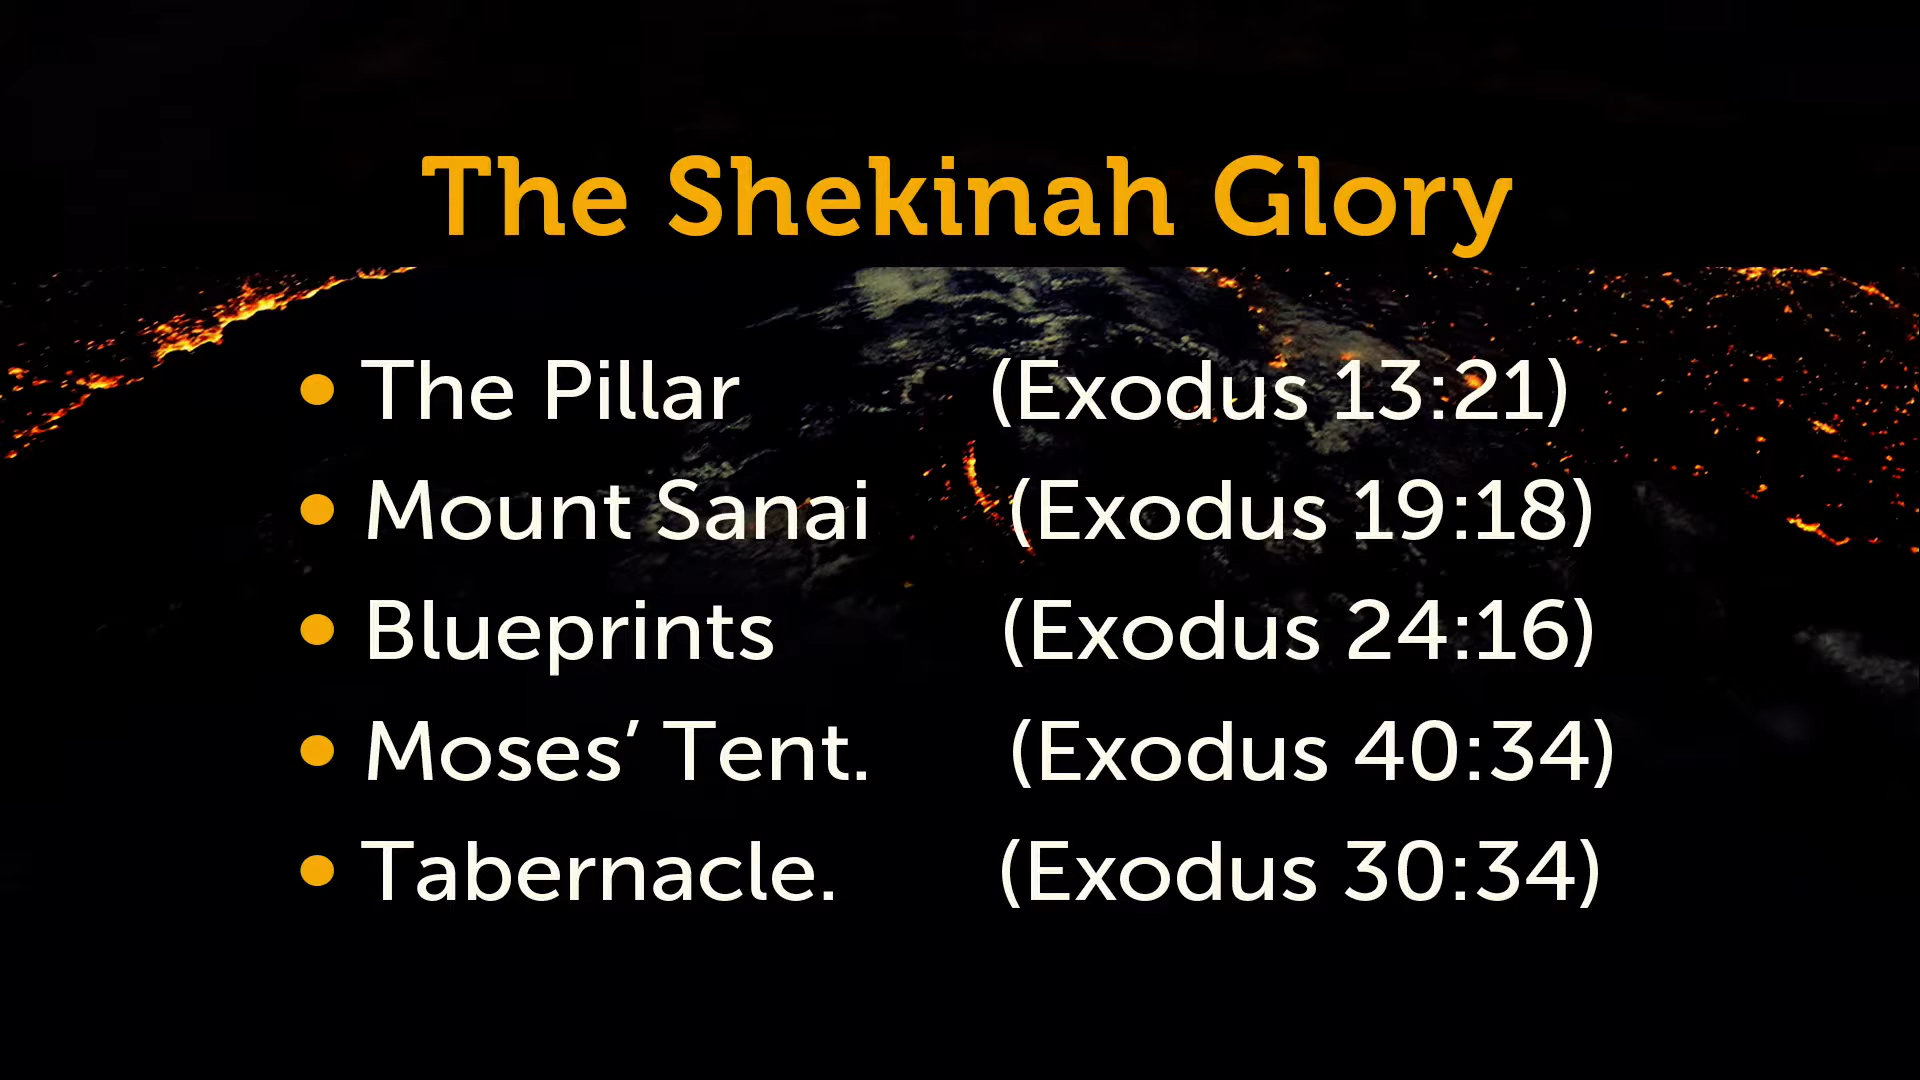 The Shekinah Glory
• The Pillar (Exodus 13:21)
• Mount Sanai (Exodus 19:18)
• Blueprints (Exodus 24:16)
• Moses’ Tent. (Exodus 40:34)
• Tabernacle. (Exodus 30:34)